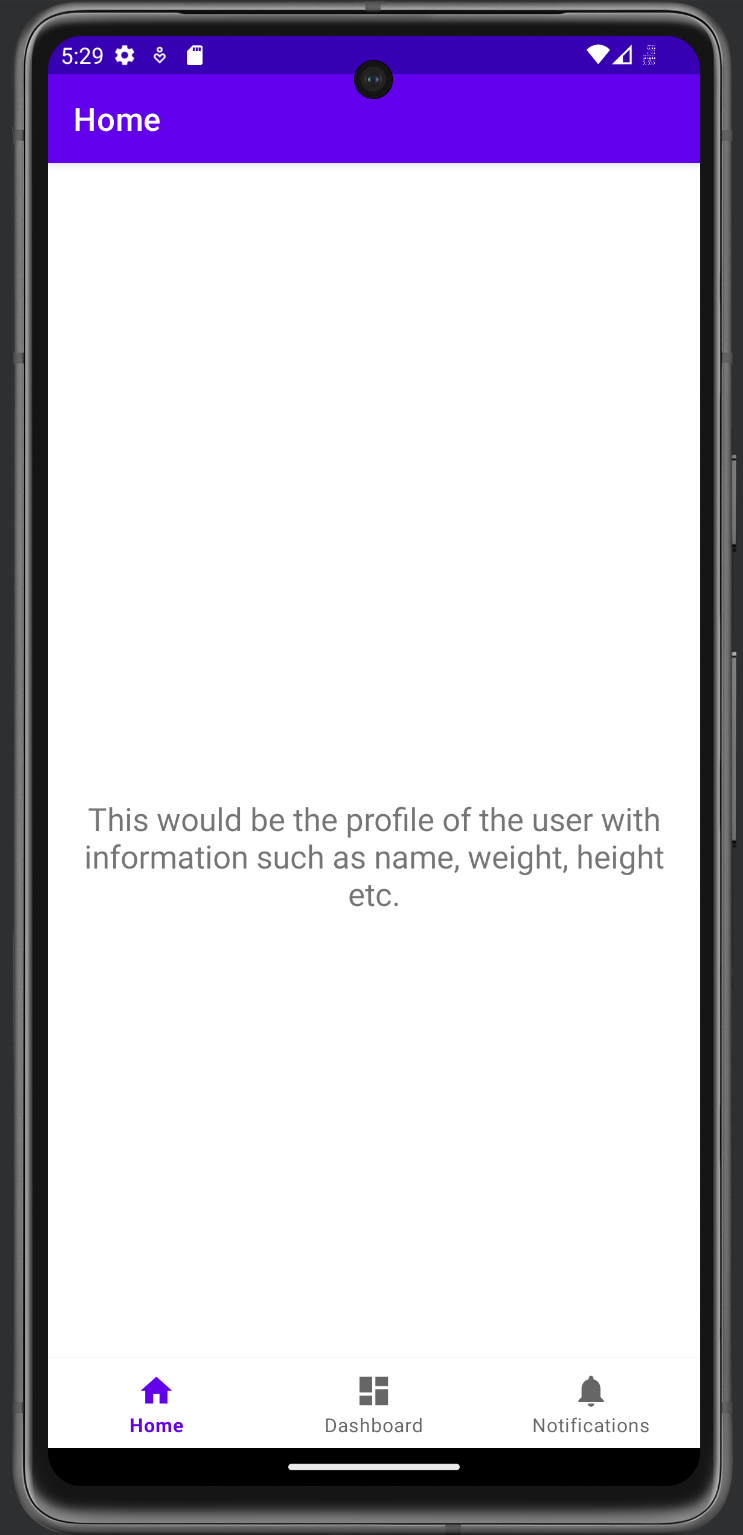 5:29
Home
This would be the profile of the user with
information such as name, weight, height
etc.
Home
Dashboard
Notifications